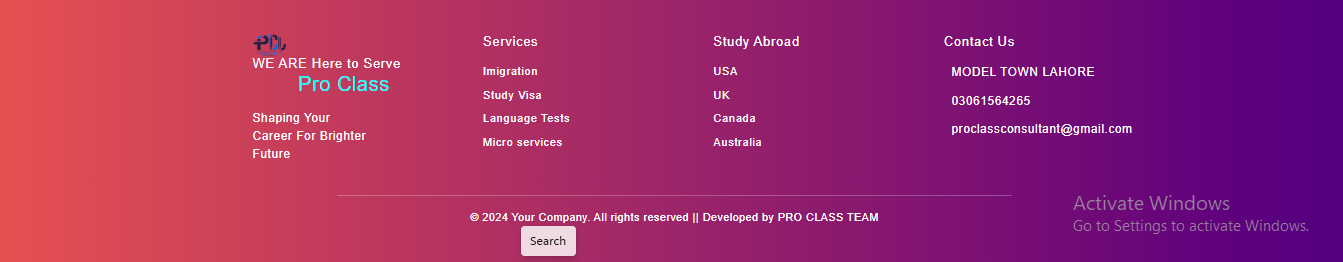 WE ARE Here to Serve
Pro Class
Shaping Your
Career For Brighter
Future
Services
Imigration
Study Visa
Language Tests
Micro services
Study Abroad
USA
UK
Canada
Australia
Contact Us
MODEL TOWN LAHORE
03061564265
proclassconsultant@gmail.com
© 2024 Your Company. All rights reserved || Developed by PRO CLASS TEAM
Search
Activate Windows
Go to Settings to activate Windows.